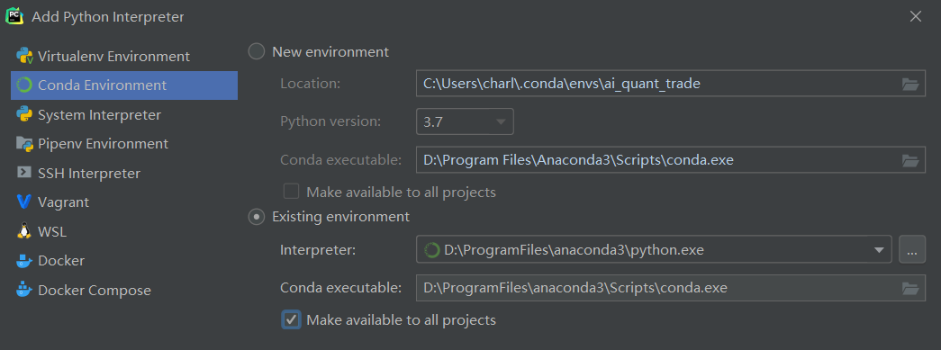 Add Python Interpreter
Virtualenv Environment
Conda Environment
System Interpreter
Pipenv Environment
SSH Interpreter
Vagrant
WSL
Docker
Docker Compose
New environment
Location: C:\Users\charl\.conda\envs\ai_quant_trade
Python version: 3.7
Conda executable: D:\Program Files\Anaconda3\Scripts\conda.exe
Make available to all projects
Existing environment
Interpreter: D:\ProgramFiles\anaconda3\python.exe ...
Conda executable: D:\ProgramFiles\anaconda3\Scripts\conda.exe
Make available to all projects